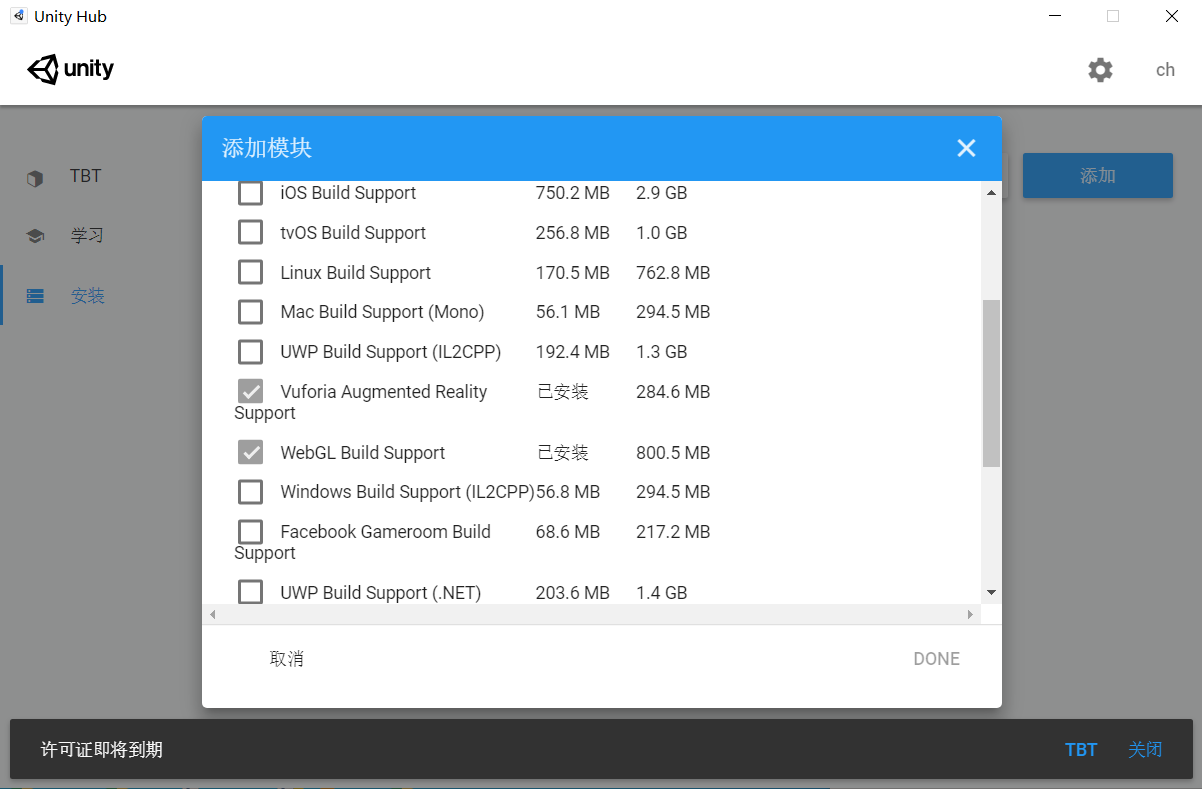 Unity Hub
unity
ch
添加模块
添加
TBT
学习
安装
iOS Build Support 750.2 MB 2.9 GB
tvOS Build Support 256.8 MB 1.0 GB
Linux Build Support 170.5 MB 762.8 MB
Mac Build Support (Mono) 56.1 MB 294.5 MB
UWP Build Support (IL2CPP) 192.4 MB 1.3 GB
Vuforia Augmented Reality 已安装 284.6 MB
Support
WebGL Build Support 已安装 800.5 MB
Windows Build Support (IL2CPP) 56.8 MB 294.5 MB
Facebook Gameroom Build 68.6 MB 217.2 MB
Support
UWP Build Support (.NET) 203.6 MB 1.4 GB
取消 DONE
许可证即将到期 TBT 关闭